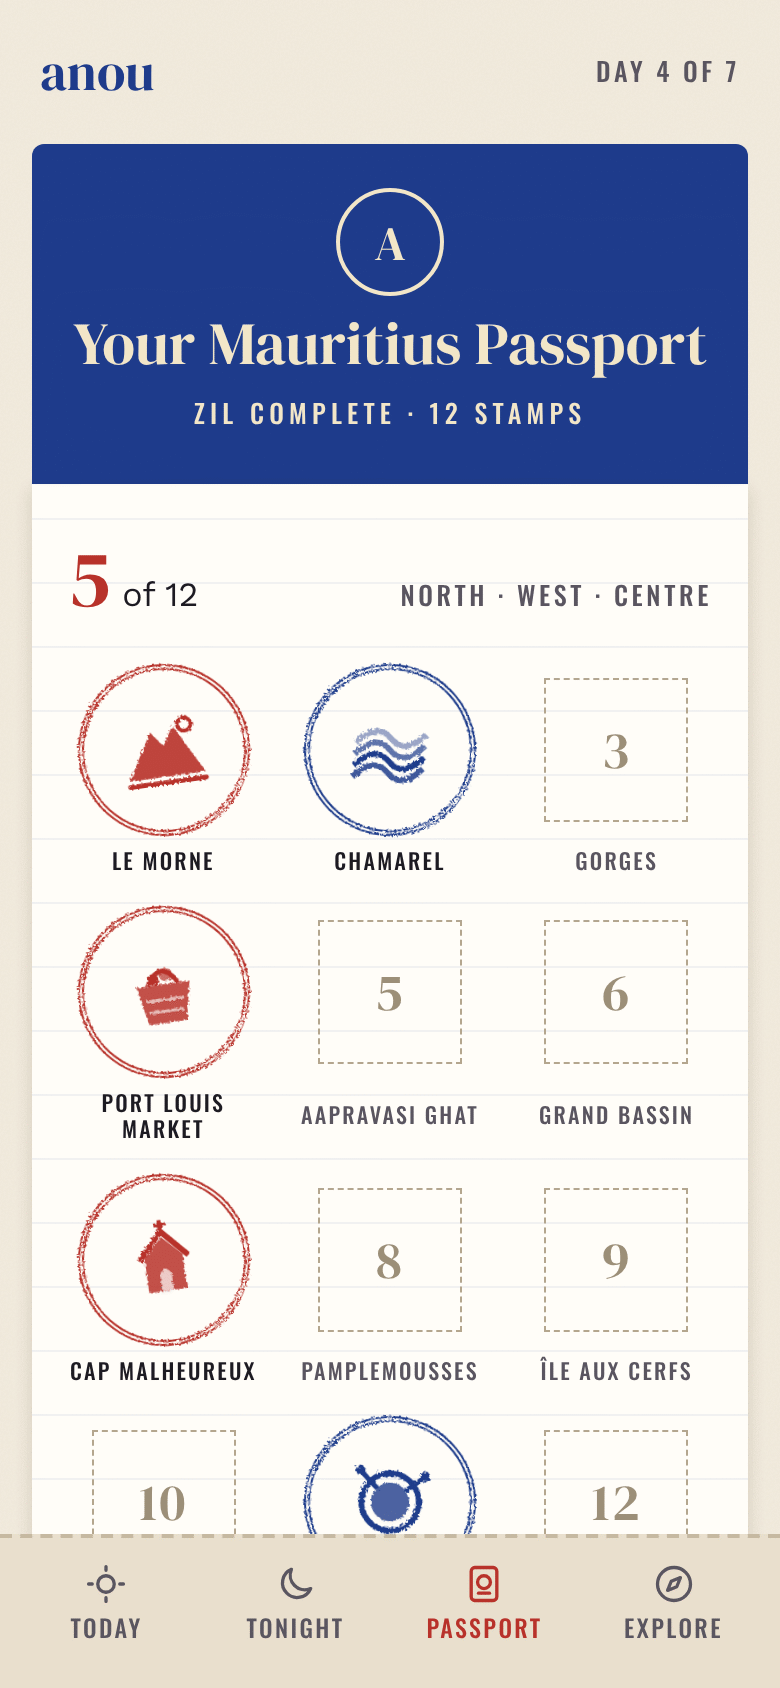 anou
DAY 4 OF 7
A
Your Mauritius Passport
ZIL COMPLETE · 12 STAMPS
5 of 12
NORTH · WEST · CENTRE
3
LE MORNE
CHAMAREL
GORGES
5
6
PORT LOUIS
MARKET
AAPRAVASI GHAT
GRAND BASSIN
8
9
CAP MALHEUREUX
PAMPLEMOUSSES
ÎLE AUX CERFS
10
12
TODAY
TONIGHT
PASSPORT
EXPLORE